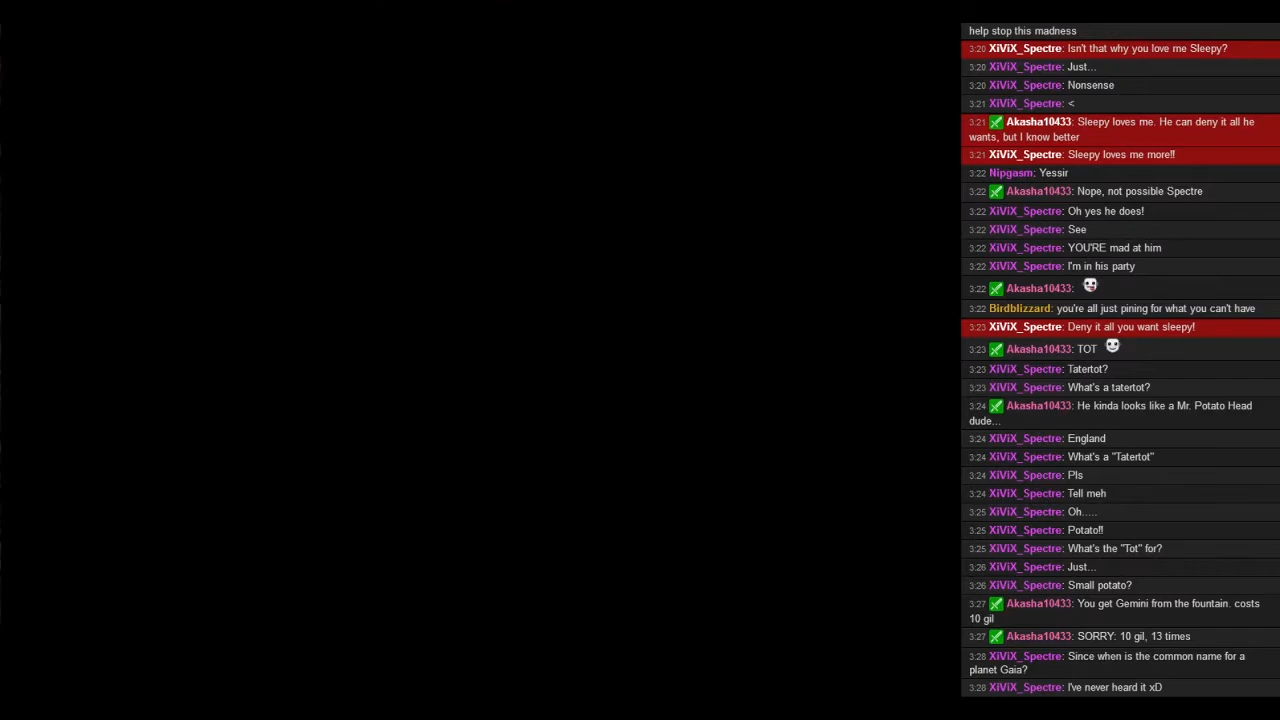 help stop this madness
3:20 XiViX_Spectre: Isn't that why you love me Sleepy?
3:20 XiViX_Spectre: Just...
3:20 XiViX_Spectre: Nonsense
3:21 XiViX_Spectre: <
3:21 Akasha10433: Sleepy loves me. He can deny it all he
wants, but I know better
3:21 XiViX_Spectre: Sleepy loves me more!!
3:22 Nipgasm: Yessir
3:22 Akasha10433: Nope, not possible Spectre
3:22 XiViX_Spectre: Oh yes he does!
3:22 XiViX_Spectre: See
3:22 XiViX_Spectre: YOU'RE mad at him
3:22 XiViX_Spectre: I'm in his party
3:22 Akasha10433:
3:22 Birdblizzard: you're all just pining for what you can't have
3:23 XiViX_Spectre: Deny it all you want sleepy!
3:23 Akasha10433: TOT
3:23 XiViX_Spectre: Tatertot?
3:23 XiViX_Spectre: What's a tatertot?
3:24 Akasha10433: He kinda looks like a Mr. Potato Head
dude...
3:24 XiViX_Spectre: England
3:24 XiViX_Spectre: What's a "Tatertot"
3:24 XiViX_Spectre: Pls
3:24 XiViX_Spectre: Tell meh
3:25 XiViX_Spectre: Oh.....
3:25 XiViX_Spectre: Potato!!
3:25 XiViX_Spectre: What's the "Tot" for?
3:26 XiViX_Spectre: Just...
3:26 XiViX_Spectre: Small potato?
3:27 Akasha10433: You get Gemini from the fountain. costs
10 gil
3:27 Akasha10433: SORRY: 10 gil, 13 times
3:28 XiViX_Spectre: Since when is the common name for a
planet Gaia?
3:28 XiViX_Spectre: I've never heard it xD